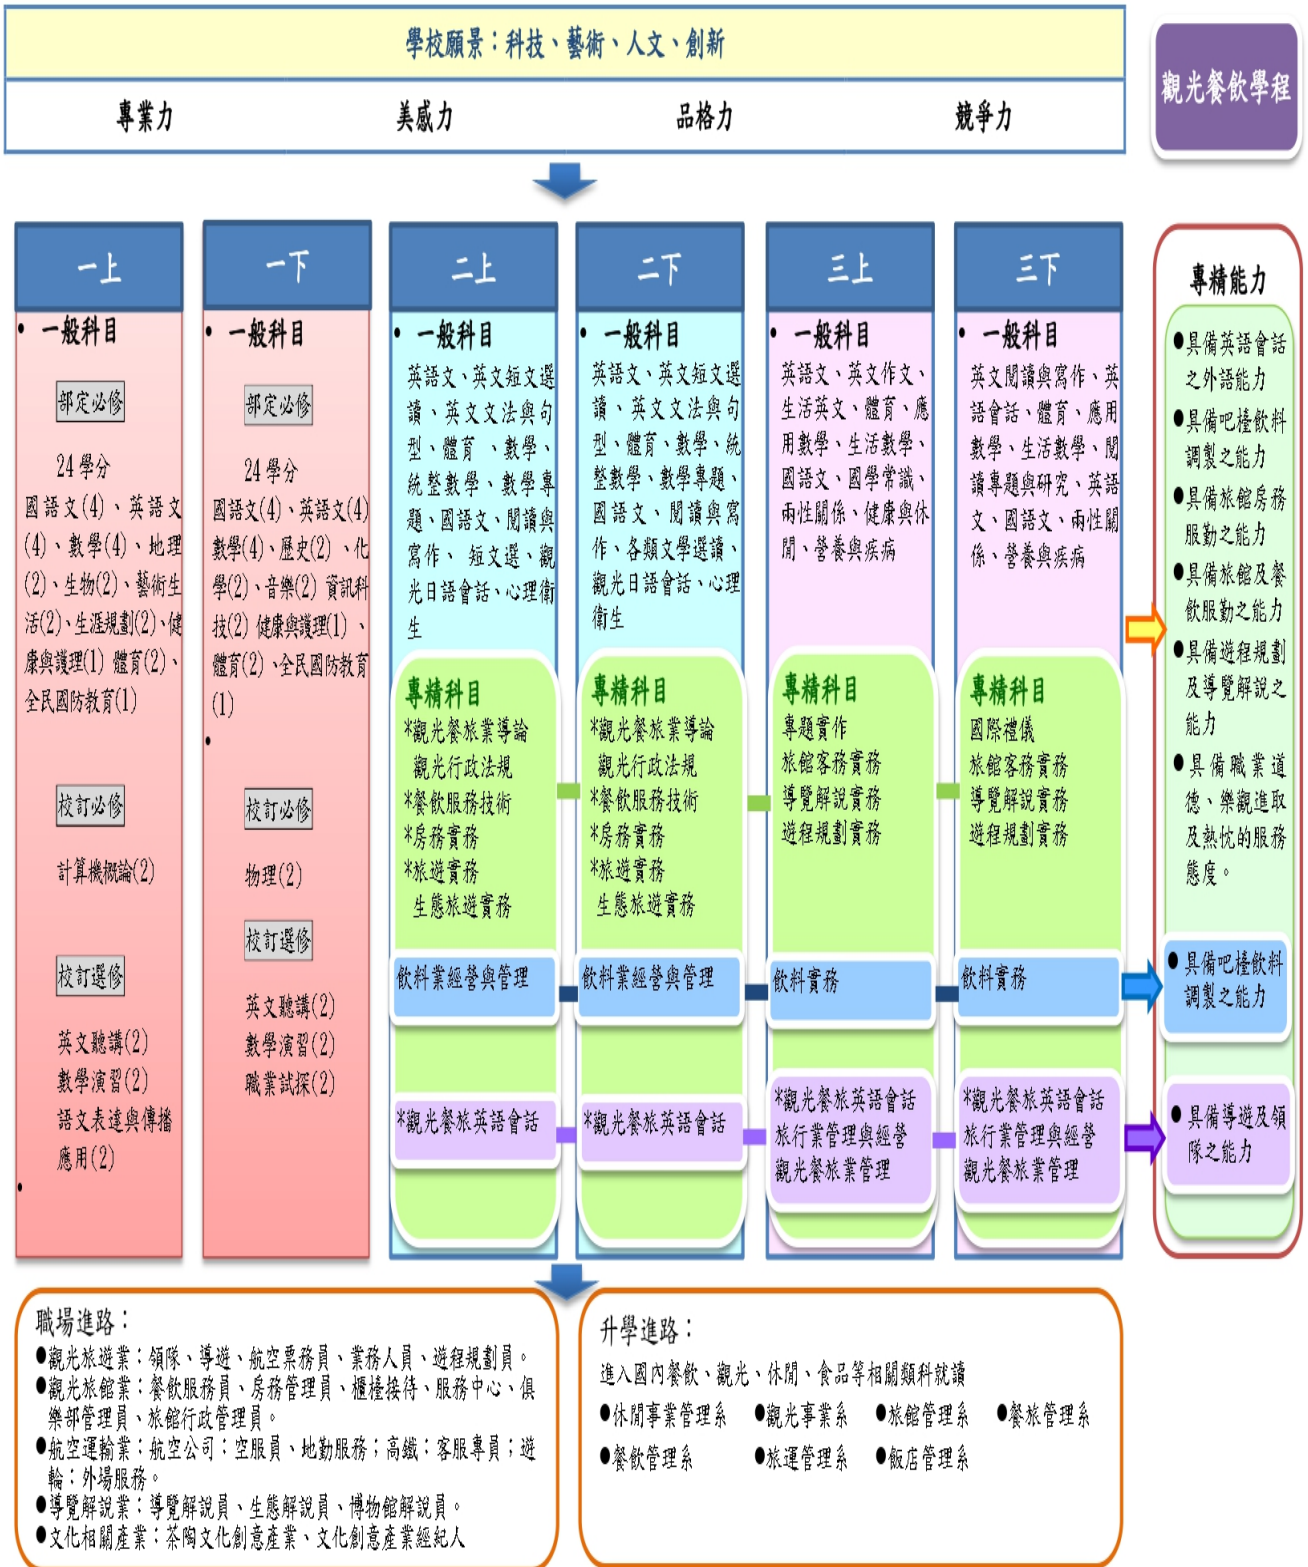 學校願景：科技、藝術、人文、創新
專業力
美感力
品格力
競爭力
觀光餐飲學程
一上
• 一般科目
部定必修
24 學分
國語文(4)、英語文
(4)、數學(4)、地理
(2)、生物(2)、藝術生
活(2)、生涯規劃(2)、健
康與護理(1) 體育(2)、
全民國防教育(1)
校訂必修
計算機概論(2)
校訂選修
英文聽講(2)
數學演習(2)
語文表達與傳播
應用(2)
•
一下
• 一般科目
部定必修
24 學分
國語文(4)、英語文(4)
數學(4)、歷史(2) 、化
學(2)、音樂(2) 資訊科
技(2) 健康與護理(1) 、
體育(2)、全民國防教育
(1)
•
校訂必修
物理(2)
校訂選修
英文聽講(2)
數學演習(2)
職業試探(2)
二上
• 一般科目
英語文、英文短文選
讀、英文文法與句
型、體育 、數學、
統整數學、數學專
題、國語文、閱讀與
寫作、 短文選、觀
光日語會話、心理衛
生
專精科目
*觀光餐旅業導論
觀光行政法規
*餐飲服務技術
*房務實務
*旅遊實務
生態旅遊實務
飲料業經營與管理
*觀光餐旅英語會話
二下
• 一般科目
英語文、英文短文選
讀、英文文法與句
型、體育、數學、統
整數學、數學專題、
國語文、閱讀與寫
作、各類文學選讀、
觀光日語會話、心理
衛生
專精科目
*觀光餐旅業導論
觀光行政法規
*餐飲服務技術
*房務實務
*旅遊實務
生態旅遊實務
飲料業經營與管理
*觀光餐旅英語會話
三上
• 一般科目
英語文、英文作文、
生活英文、體育、應
用數學、生活數學、
國語文、國學常識、
兩性關係、健康與休
閒、營養與疾病
專精科目
專題實作
旅館客務實務
導覽解說實務
遊程規劃實務
飲料實務
*觀光餐旅英語會話
旅行業管理與經營
觀光餐旅業管理
三下
• 一般科目
英文閱讀與寫作、英
語會話、體育、應用
數學、生活數學、閱
讀專題與研究、英語
文、國語文、兩性關
係、營養與疾病
專精科目
國際禮儀
旅館客務實務
導覽解說實務
遊程規劃實務
飲料實務
*觀光餐旅英語會話
旅行業管理與經營
觀光餐旅業管理
專精能力
●具備英語會話
之外語能力
●具備吧檯飲料
調製之能力
●具備旅館房務
服勤之能力
●具備旅館及餐
飲服勤之能力
●具備遊程規劃
及導覽解說之
能力
●具備職業道
德、樂觀進取
及熱忱的服務
態度。
● 具備吧檯飲料
調製之能力
● 具備導遊及領
隊之能力
職場進路：
●觀光旅遊業：領隊、導遊、航空票務員、業務人員、遊程規劃員。
●觀光旅館業：餐飲服務員、房務管理員、櫃檯接待、服務中心、俱
樂部管理員、旅館行政管理員。
●航空運輸業：航空公司：空服員、地勤服務；高鐵：客服專員；遊
輪：外場服務。
●導覽解說業：導覽解說員、生態解說員、博物館解說員。
●文化相關產業：茶陶文化創意產業、文化創意產業經紀人
升學進路：
進入國內餐飲、觀光、休閒、食品等相關類科就讀
●休閒事業管理系 ●觀光事業系 ●旅館管理系 ●餐旅管理系
●餐飲管理系 ●旅運管理系 ●飯店管理系